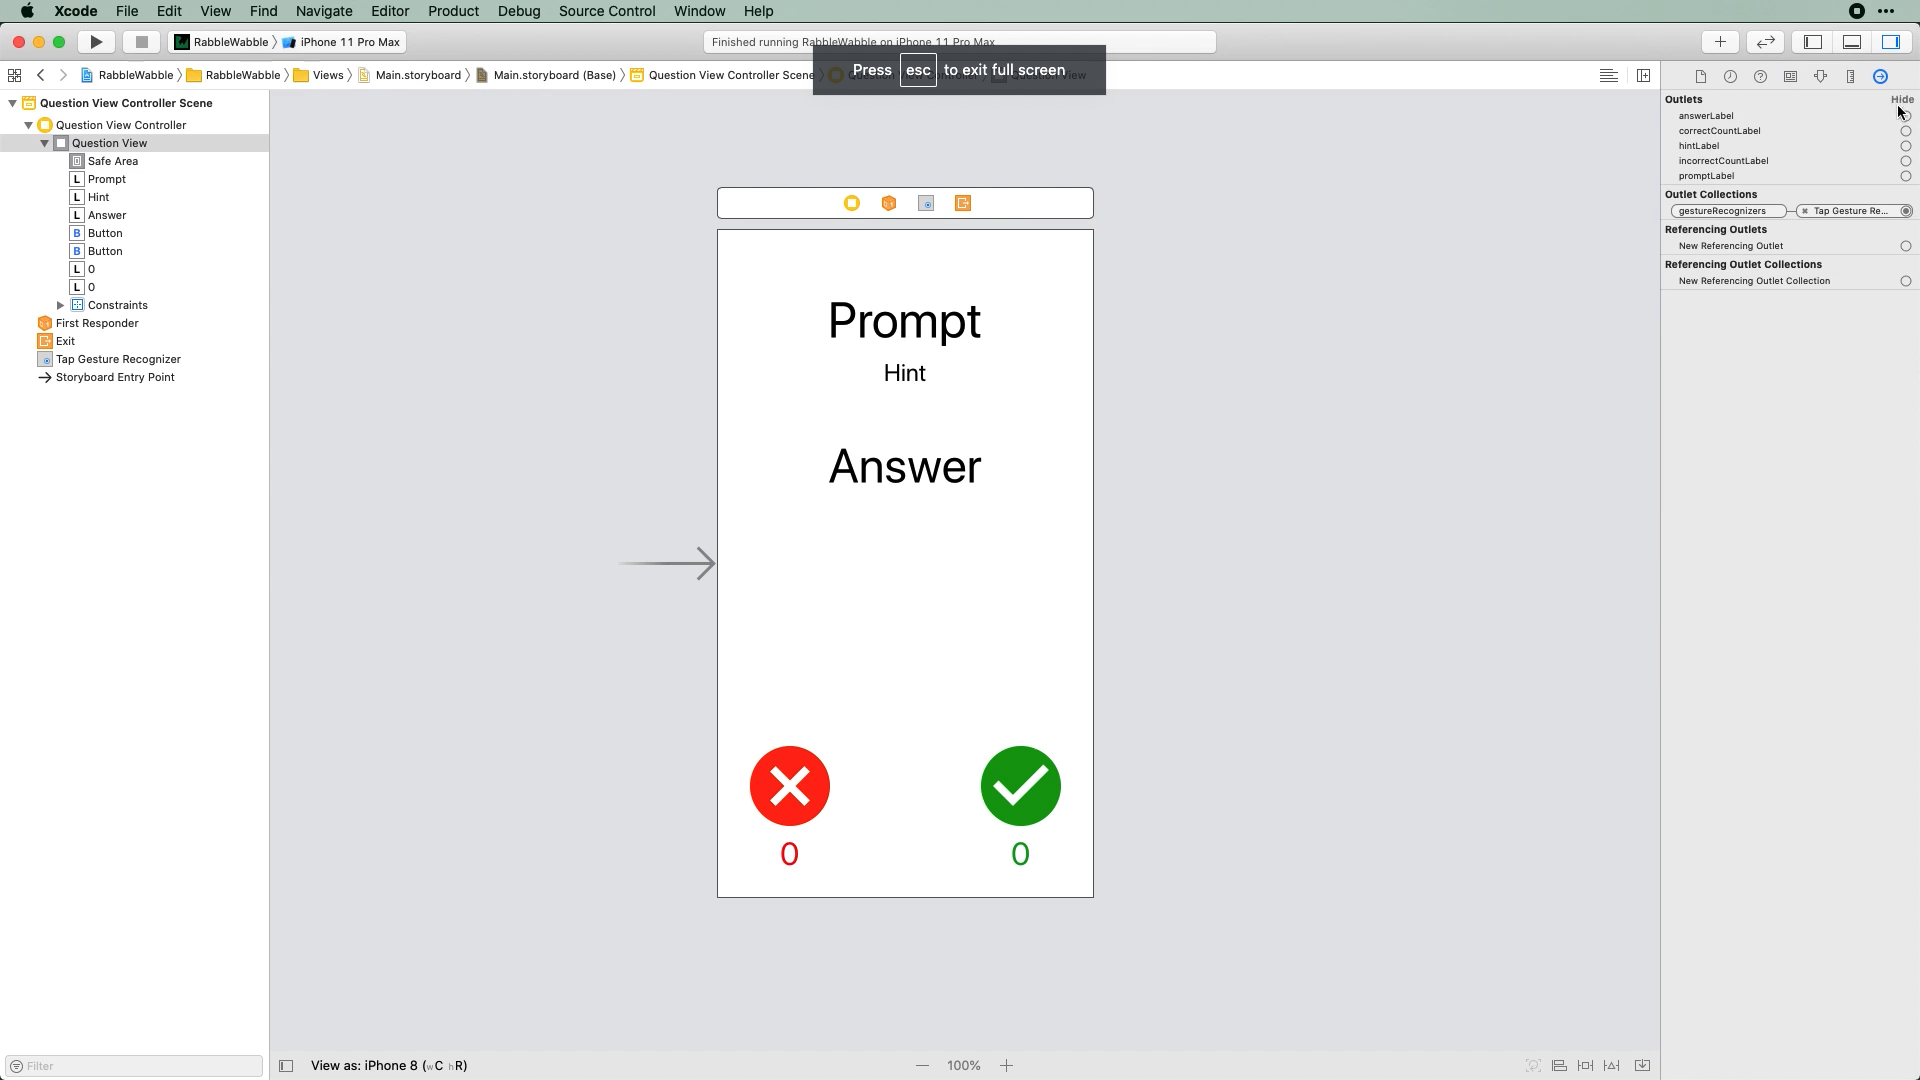 Xcode File Edit View Find Navigate Editor Product Debug Source Control Window Help
RabbleWabble iPhone 11 Pro Max
Finished running RabbleWabble on iPhone 11 Pro Max
RabbleWabble RabbleWabble Views Main.storyboard Main.storyboard (Base) Question View Controller Scene
Press esc to exit full screen
Question View Controller Scene
Question View Controller
Question View
Safe Area
L Prompt
L Hint
L Answer
B Button
B Button
L 0
L 0
Constraints
First Responder
Exit
Tap Gesture Recognizer
Storyboard Entry Point
Filter
Prompt
Hint
Answer
0
0
View as: iPhone 8 (wC hR)
100%
Outlets Hide
answerLabel
correctCountLabel
hintLabel
incorrectCountLabel
promptLabel
Outlet Collections
gestureRecognizers Tap Gesture Re...
Referencing Outlets
New Referencing Outlet
Referencing Outlet Collections
New Referencing Outlet Collection